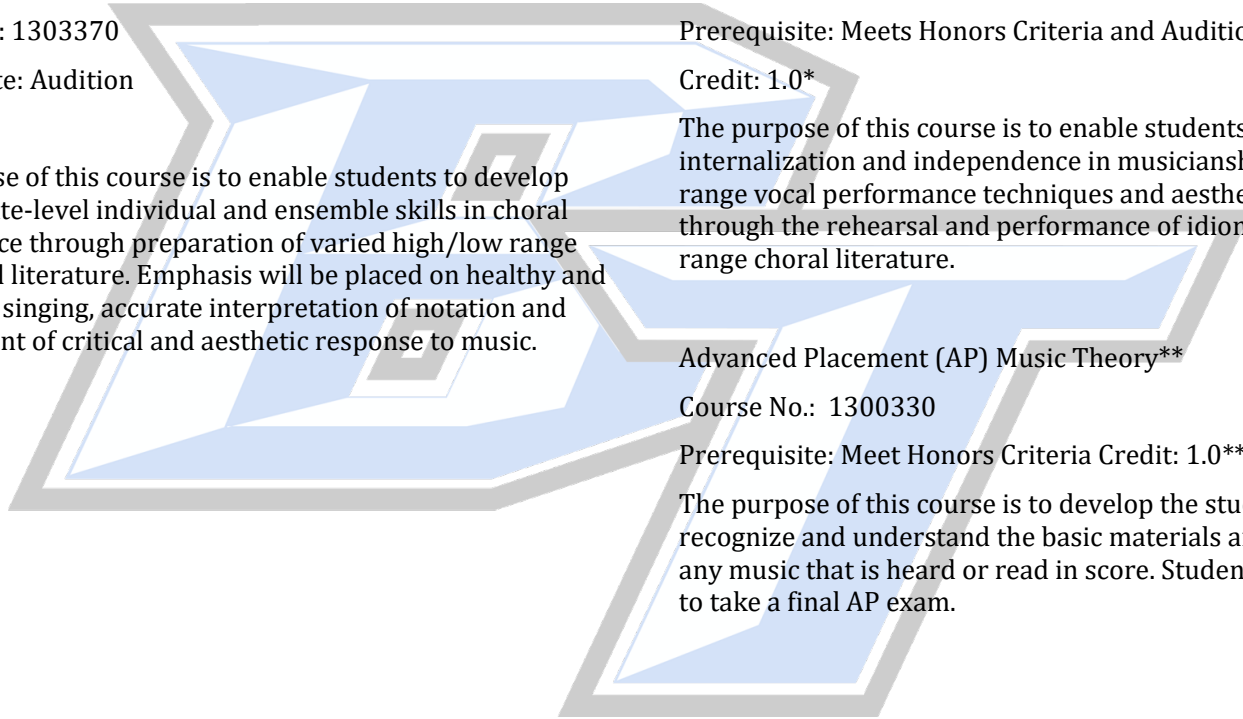 : 1303370
te: Audition
se of this course is to enable students to develop
te-level individual and ensemble skills in choral
ce through preparation of varied high/low range
l literature. Emphasis will be placed on healthy and
singing, accurate interpretation of notation and
nt of critical and aesthetic response to music.
Prerequisite: Meets Honors Criteria and Auditio
Credit: 1.0*
The purpose of this course is to enable students
internalization and independence in musiciansh
range vocal performance techniques and aesthe
through the rehearsal and performance of idion
range choral literature.
Advanced Placement (AP) Music Theory**
Course No.: 1300330
Prerequisite: Meet Honors Criteria Credit: 1.0**
The purpose of this course is to develop the stu
recognize and understand the basic materials a
any music that is heard or read in score. Studen
to take a final AP exam.
BT